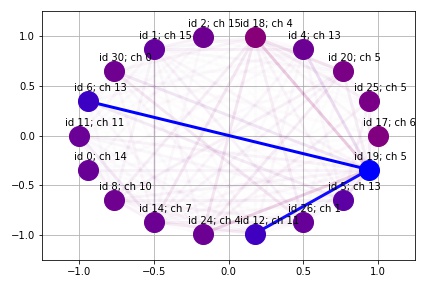 id 2; ch 15
id 18; ch 4
id 1; ch 15
id 4; ch 13
id 30; ch
id 20; ch 5
id 6; ch 13
id 25; ch 5
id 11; ch 11
id 17; ch 6
id 0; ch 14
id 19; ch 5
id 8; ch 10
ch 13
id 14; ch 7
id 26; ch
id 24; ch 4
id 12; ch 11
1.0
0.5
0.0
−0.5
−1.0
−1.0
−0.5
0.0
0.5
1.0